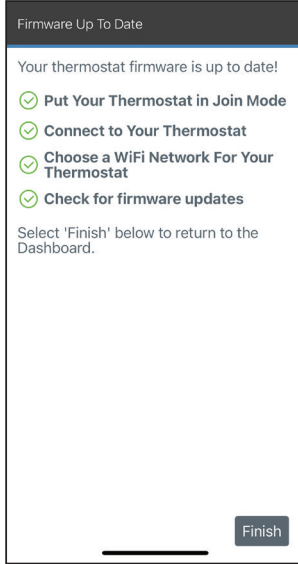 Firmware Up To Date
Your thermostat firmware is up to date!
Put Your Thermostat in Join Mode
Connect to Your Thermostat
Choose a WiFi Network For Your
Thermostat
Check for firmware updates
Select 'Finish' below to return to the
Dashboard.
Finish